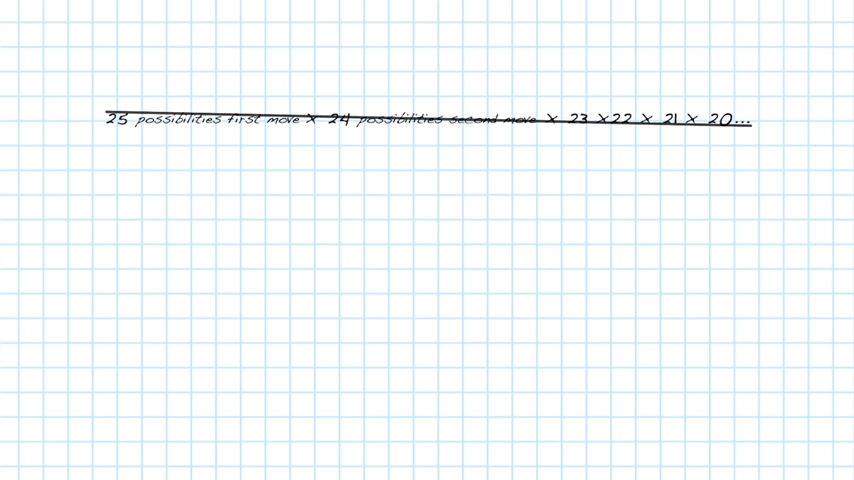 25 possibilities first move X 24 possibilities second move X 23 X 22 X 21 X 20...